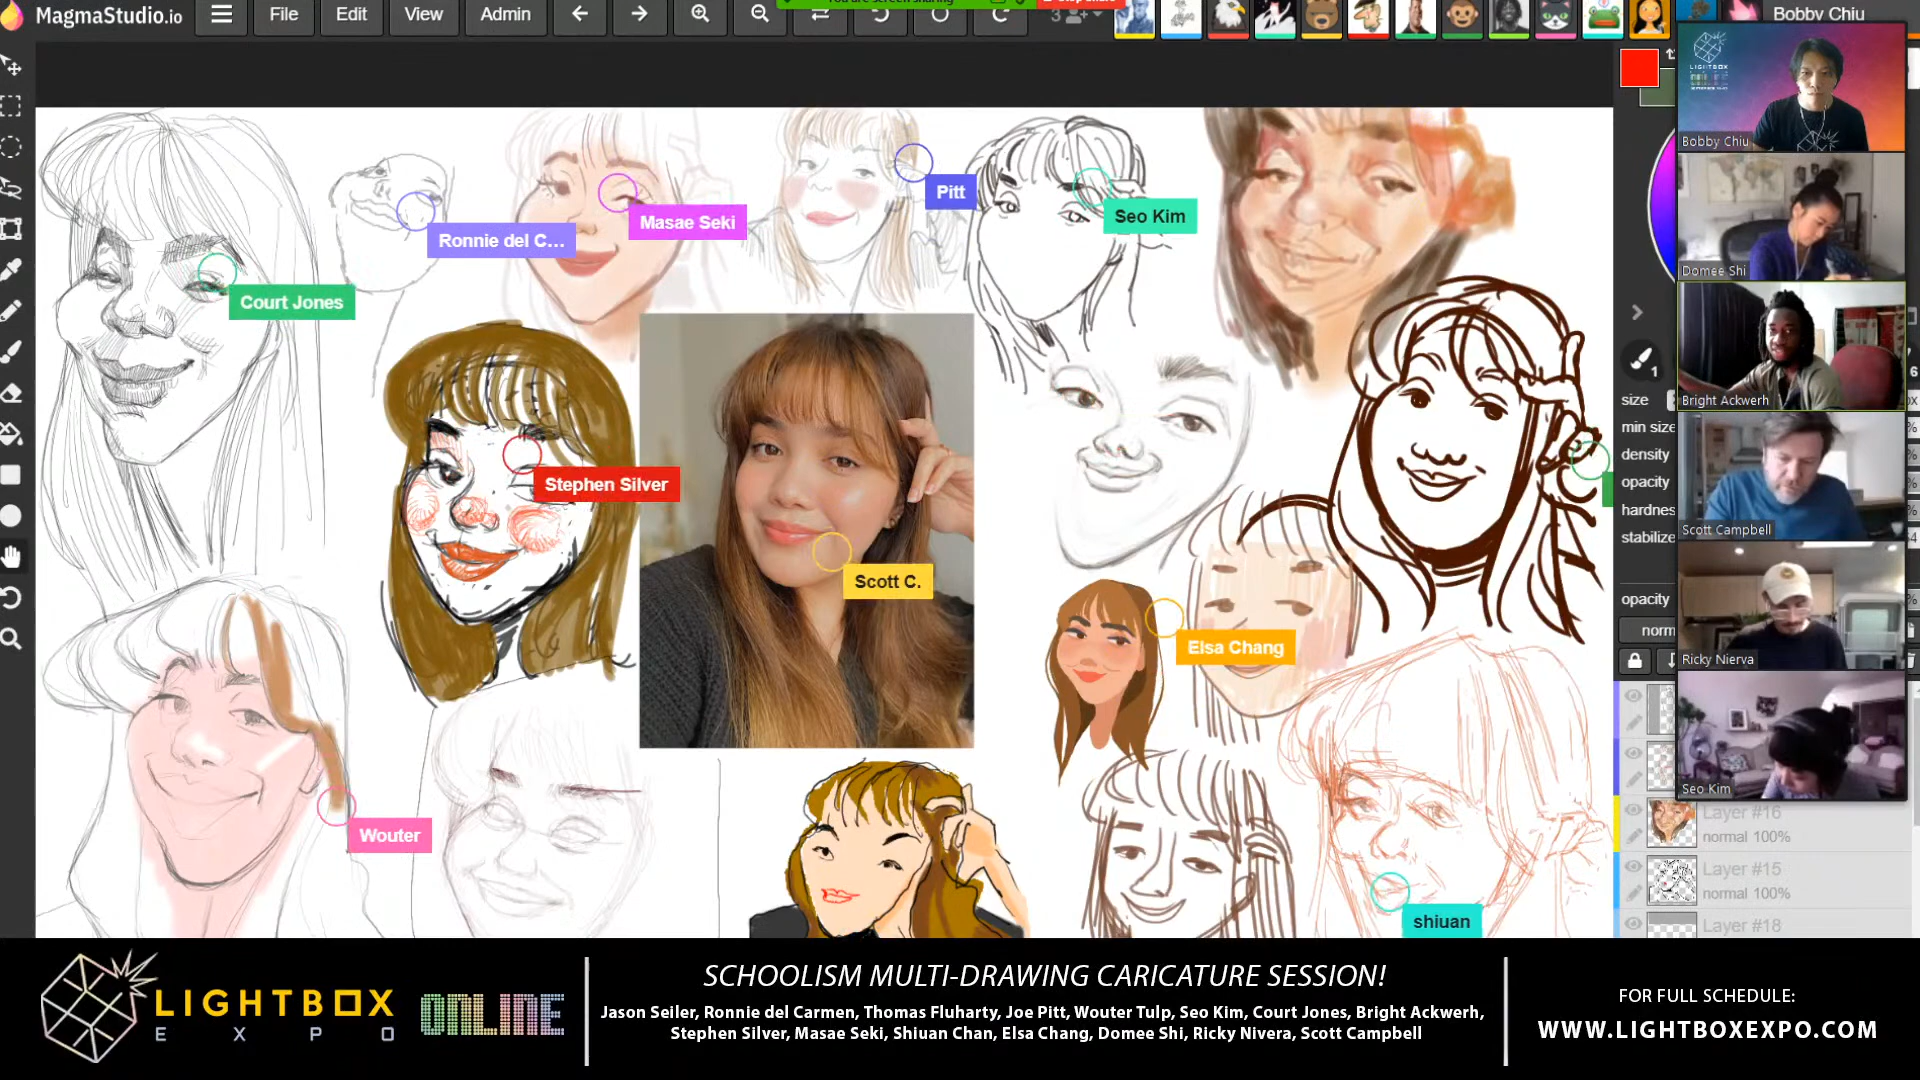 MagmaStudio.io
File
Edit
View
Admin
3
Bobby Chiu
LIGHTBOX
Bobby Chiu
Domee Shi
Bright Ackwerh
Scott Campbell
Ricky Nierva
Seo Kim
Court Jones
Ronnie del C...
Masae Seki
Pitt
Seo Kim
Stephen Silver
Scott C.
Elsa Chang
Wouter
shiuan
1
size
min size
density
opacity
hardnes
stabilize
opacity
norm
Layer #16
normal 100%
Layer #15
normal 100%
Layer #18
LIGHTBOX
EXPO
ONLINE
SCHOOLISM MULTI-DRAWING CARICATURE SESSION!
Jason Seiler, Ronnie del Carmen, Thomas Fluharty, Joe Pitt, Wouter Tulp, Seo Kim, Court Jones, Bright Ackwerh,
Stephen Silver, Masae Seki, Shiuan Chan, Elsa Chang, Domee Shi, Ricky Nivera, Scott Campbell
FOR FULL SCHEDULE:
WWW.LIGHTBOXEXPO.COM